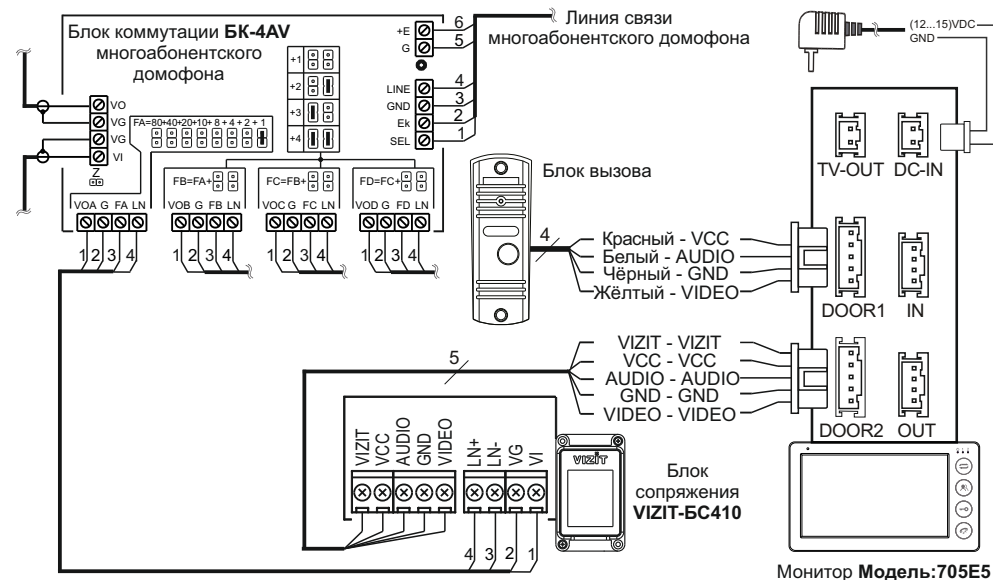 Блок коммутации БК-4AV
многоабонентского
домофона
VO
VG
VG
VI
Z
FA=80+40+20+10+ 8 + 4 + 2 + 1
+1
+2
+3
+4
+E
G
LINE
GND
Ek
SEL
6
5
4
3
2
1
Линия связи
многоабонентского домофона
FB=FA+
FC=FB+
FD=FC+
VOA G FA LN
VOB G FB LN
VOC G FC LN
VOD G FD LN
1 2 3 4
1 2 3 4
1 2 3 4
1 2 3 4
Блок вызова
4
Красный - VCC
Белый - AUDIO
Чёрный - GND
Жёлтый - VIDEO
(12...15)VDC
GND
TV-OUT DC-IN
DOOR1 IN
DOOR2 OUT
5
VIZIT - VIZIT
VCC - VCC
AUDIO - AUDIO
GND - GND
VIDEO - VIDEO
VIZIT
VCC
AUDIO
GND
VIDEO
LN+
LN-
VG
VI
4 3 2 1
VIZIT
Блок
сопряжения
VIZIT-БС410
Монитор Модель:705E5